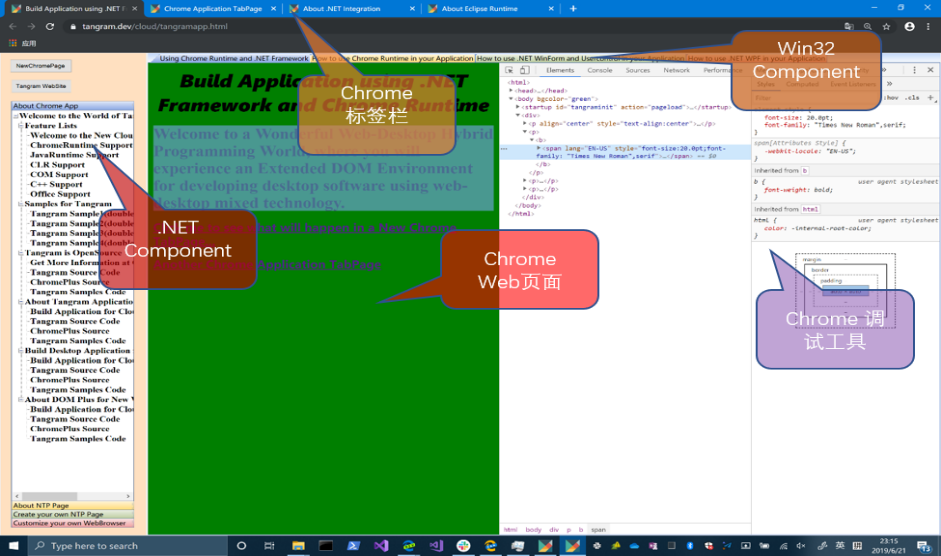 Build Application using .NET F
Chrome Application TabPage
About .NET Integration
About Eclipse Runtime
tangram.dev/cloud/tangramapp.html
应用
NewChromePage
Tangram WebSite
About Chrome App
Welcome to the World of Ta
Feature Lists
Welcome to the New Clou
ChromeRuntime Support
JavaRuntime Support
CLR Support
COM Support
C++ Support
Office Support
Samples for Tangram
Tangram Sample1(double
Tangram Sample2(doub
Tangram Sample3(doub
Tangram Sample4(doub
Tangram is OpenSource
Get More Information at
Tangram Source Code
ChromePlus Source
Tangram Samples Code
About Tangram Applicatio
Build Application for Clou
Tangram Source Code
ChromePlus Source
Tangram Samples Code
Build Desktop Application
Build Application for Clou
Tangram Source Code
ChromePlus Source
Tangram Samples Code
About DOM Plus for New W
Build Application for Clou
Tangram Source Code
ChromePlus Source
Tangram Samples Code
About NTP Page
Create your own NTP Page
Customize your own WebBrowser
Using Chrome Runtime and .NET Framework
How to use Chrome Runtime in your Application
How to use .NET WinForm and Usercontrol in your Application
How to use .NET WPF in your Application
Build Application using .NET
Framework and Chrome Runtime
Welcome to a Wonderful Web-Desktop Hybrid
Programming World, where you will
experience an Extended DOM Environment
for developing desktop software using web-
desktop mixed technology.
to see what will happen in a New Chrome
Another Chrome Application TabPage
Chrome
标签栏
.NET
Component
Chrome
Web页面
Win32
Component
Chrome 调
试工具
Elements
Console
Sources
Network
Performance
<html>
<head>…</head>
<body bgcolor="green">
<startup id="tangraminit" action="pageload">…</startup>
<div>
<p align="center" style="text-align:center">…</p>
<p>
<b>
<span lang="EN-US" style="font-size:20.0pt;font-
family: "Times New Roman",serif">…</span> == $0
</b>
</p>
<p>…</p>
<p>…</p>
</div>
</body>
</html>
html body div p b span
Styles
Computed
Event Listeners
:hov .cls +
font-size: 20.0pt;
font-family: "Times New Roman",serif;
}
span[Attributes Style] {
-webkit-locale: "EN-US";
}
Inherited from b
b { user agent stylesheet
font-weight: bold;
}
Inherited from html
html { user agent stylesheet
color: -internal-root-color;
}
margin
border
padding
Type here to search
英
23:15
2019/6/21